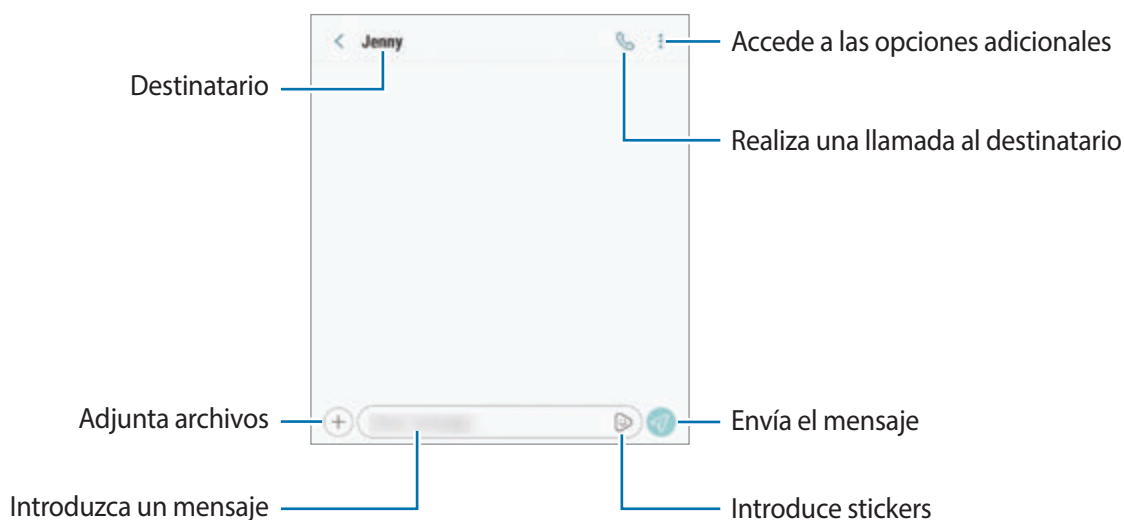 Jenny
Accede a las opciones adicionales
Destinatario
Realiza una llamada al destinatario
Adjunta archivos
Envía el mensaje
Introduzca un mensaje
Introduce stickers